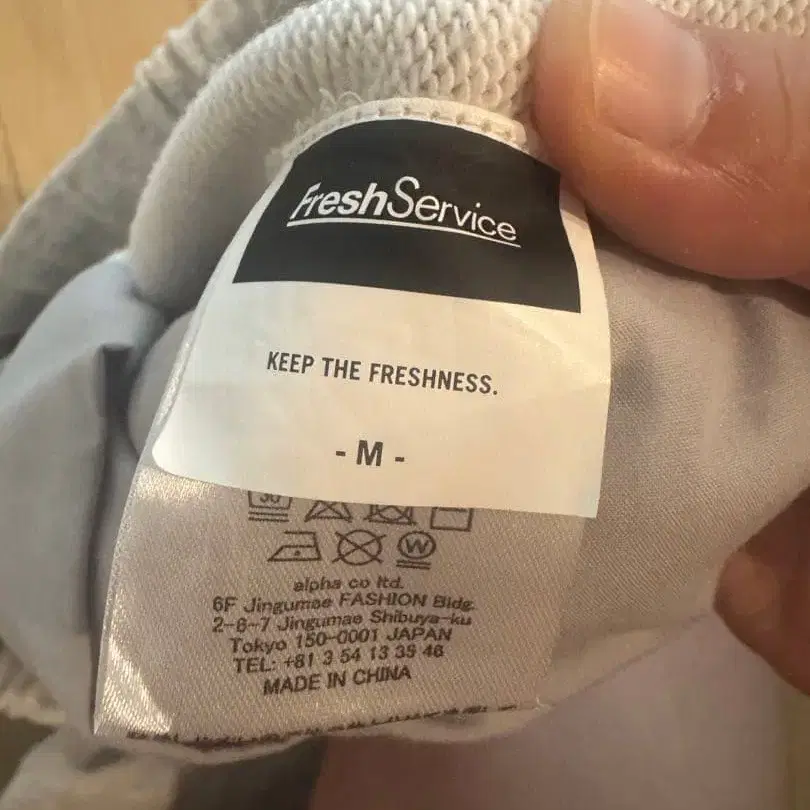 FreshService
KEEP THE FRESHNESS.
- M -
30
W
alpha co ltd.
6F Jingumae FASHION Bldg.
2-6-7 Jingumae Shibuya-ku
Tokyo 150-0001 JAPAN
TEL: +81 3 54 13 35 46
MADE IN CHINA